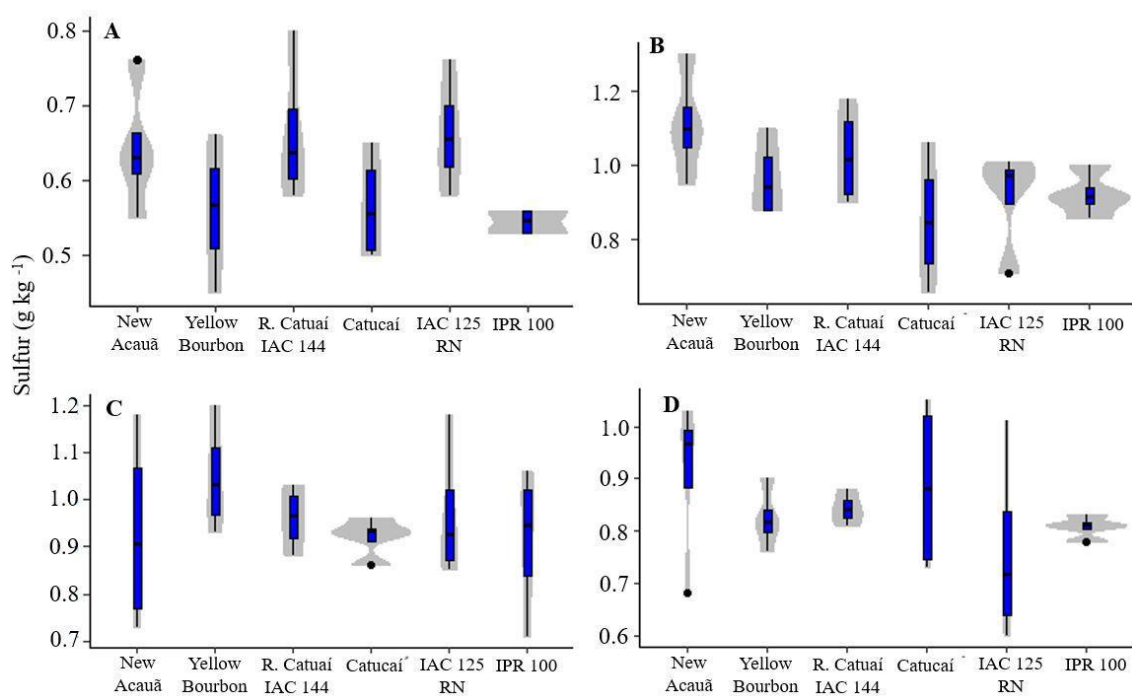 Sulfur (g kg -1)
A
0.8
0.7
0.6
0.5
New Acauã
Yellow Bourbon
R. Catuaí IAC 144
Catucaí
IAC 125 RN
IPR 100
B
1.2
1.0
0.8
New Acauã
Yellow Bourbon
R. Catuaí IAC 144
Catucaí
IAC 125 RN
IPR 100
C
1.2
1.1
1.0
0.9
0.8
0.7
New Acauã
Yellow Bourbon
R. Catuaí IAC 144
Catucaí
IAC 125 RN
IPR 100
D
1.0
0.9
0.8
0.7
0.6
New Acauã
Yellow Bourbon
R. Catuaí IAC 144
Catucaí
IAC 125 RN
IPR 100